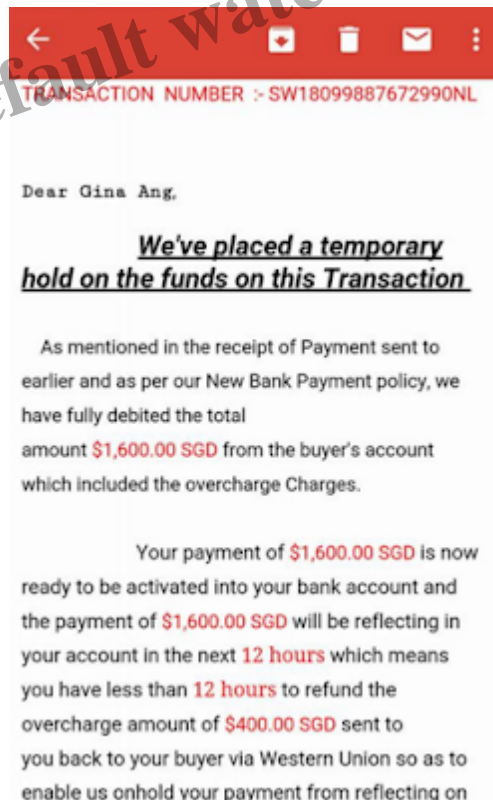 fault wate
TRANSACTION NUMBER :- SW18099887672990NL
Dear Gina Ang,
We've placed a temporary
hold on the funds on this Transaction
As mentioned in the receipt of Payment sent to
earlier and as per our New Bank Payment policy, we
have fully debited the total
amount $1,600.00 SGD from the buyer's account
which included the overcharge Charges.
Your payment of $1,600.00 SGD is now
ready to be activated into your bank account and
the payment of $1,600.00 SGD will be reflecting in
your account in the next 12 hours which means
you have less than 12 hours to refund the
overcharge amount of $400.00 SGD sent to
you back to your buyer via Western Union so as to
enable us onhold your payment from reflecting on